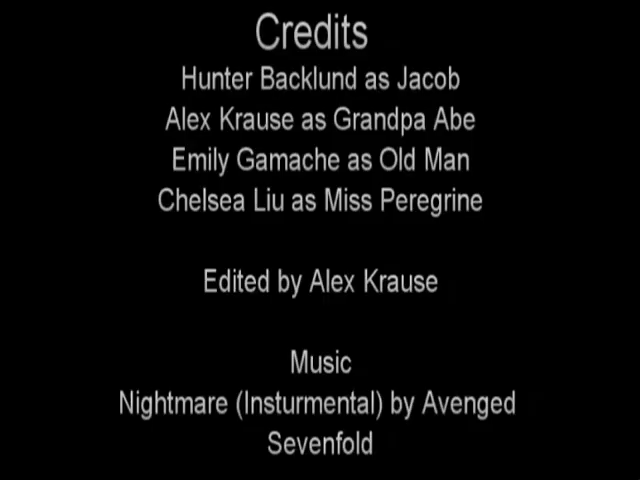 Credits
Hunter Backlund as Jacob
Alex Krause as Grandpa Abe
Emily Gamache as Old Man
Chelsea Liu as Miss Peregrine
Edited by Alex Krause
Music
Nightmare (Insturmental) by Avenged
Sevenfold